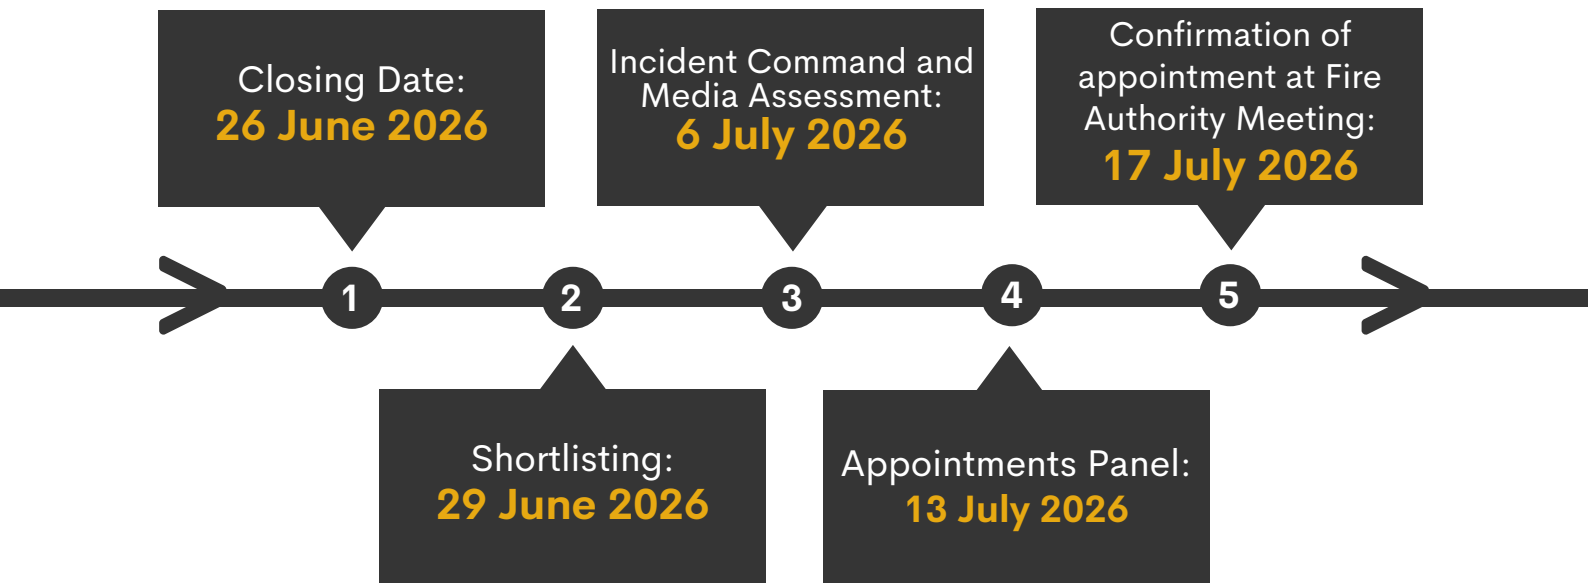 Closing Date:
26 June 2026
Incident Command and
Media Assessment:
6 July 2026
Confirmation of
appointment at Fire
Authority Meeting:
17 July 2026
1
2
3
4
5
Shortlisting:
29 June 2026
Appointments Panel:
13 July 2026